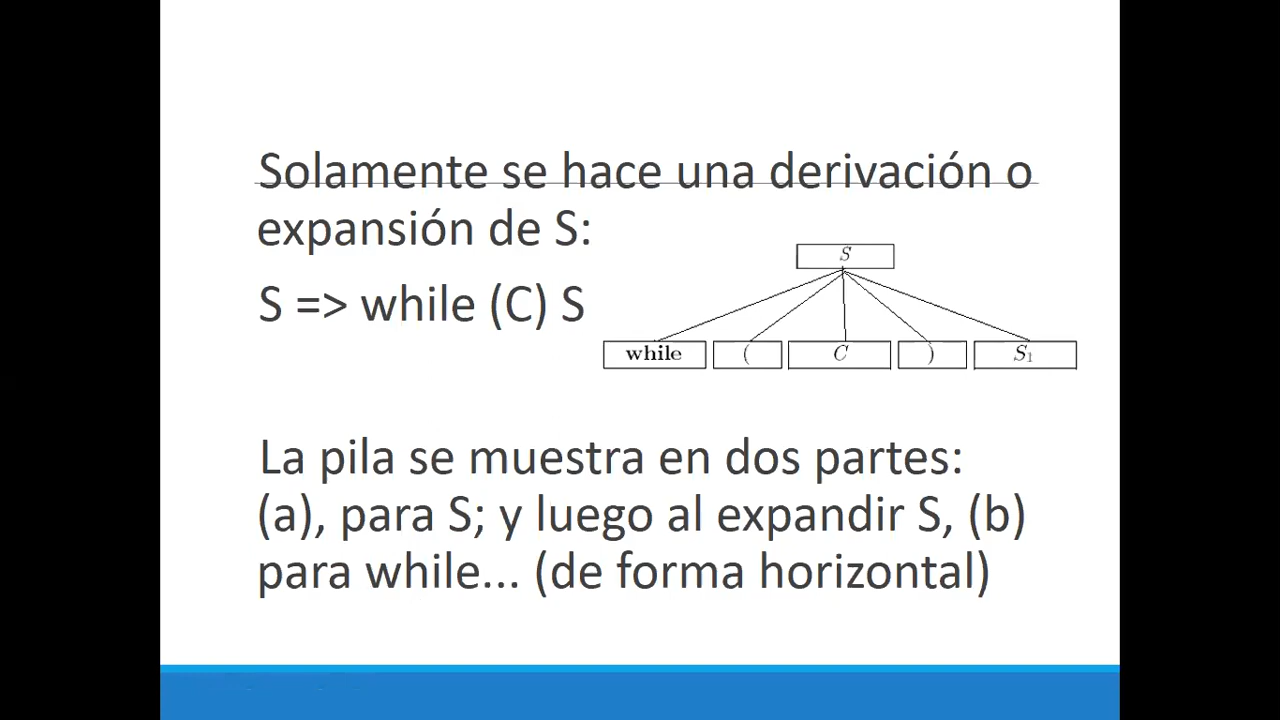 Solamente se hace una derivación o
expansión de S:
S => while (C) S
S
while ( C ) S₁
La pila se muestra en dos partes:
(a), para S; y luego al expandir S, (b)
para while... (de forma horizontal)